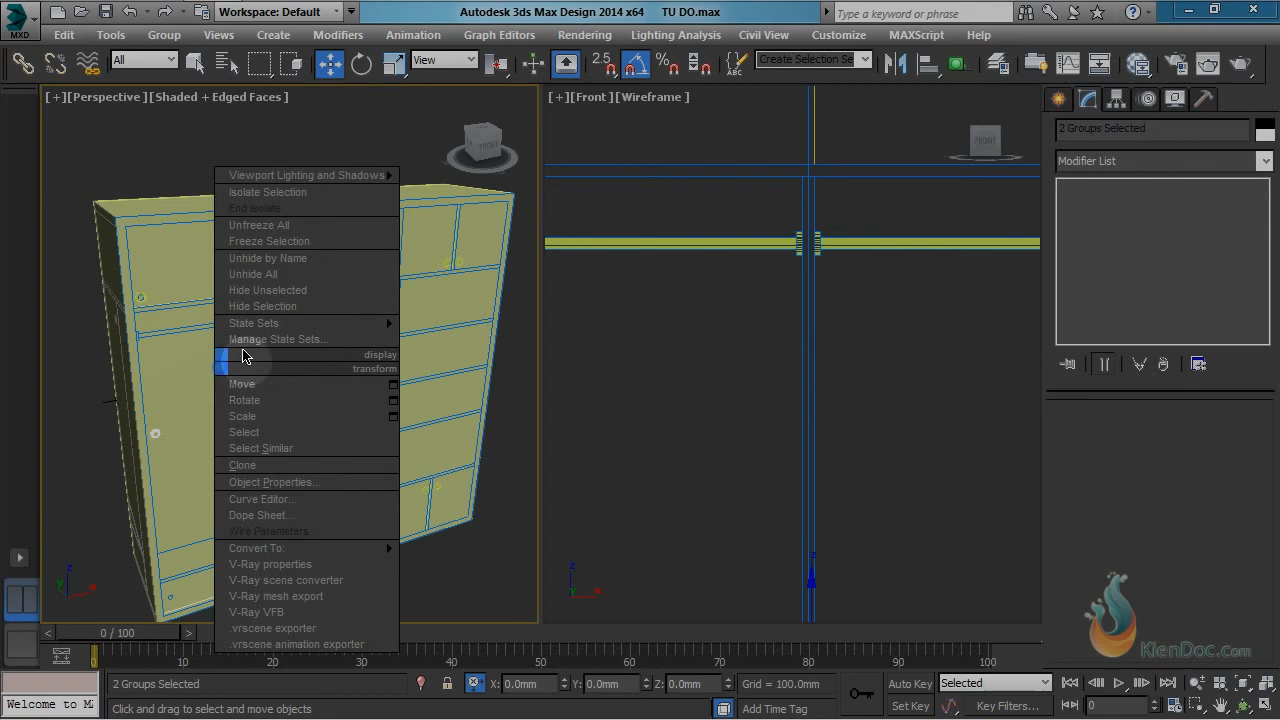 MXD
Workspace: Default
Autodesk 3ds Max Design 2014 x64 TU DO.max
Type a keyword or phrase
Edit Tools Group Views Create Modifiers Animation Graph Editors Rendering Lighting Analysis Civil View Customize MAXScript Help
All
View
2.5
Create Selection Se
[+][Perspective][Shaded + Edged Faces]
[+][Front][Wireframe]
FRONT
FRONT
2 Groups Selected
Modifier List
Viewport Lighting and Shadows
Isolate Selection
End Isolate
Unfreeze All
Freeze Selection
Unhide by Name
Unhide All
Hide Unselected
Hide Selection
State Sets
Manage State Sets...
display
transform
Move
Rotate
Scale
Select
Select Similar
Clone
Object Properties...
Curve Editor...
Dope Sheet...
Wire Parameters
Convert To:
V-Ray properties
V-Ray scene converter
V-Ray mesh export
V-Ray VFB
.vrscene exporter
.vrscene animation exporter
z
y
x
z
z
y
x
KienDoc.com
< 0 / 100 >
0 10 20 30 40 50 60 70 80 90 100
2 Groups Selected
X: 0.0mm Y: 0.0mm Z: 0.0mm Grid = 100.0mm
Auto Key
Selected
Welcome to M
Click and drag to select and move objects
Add Time Tag
Set Key
Key Filters...
0